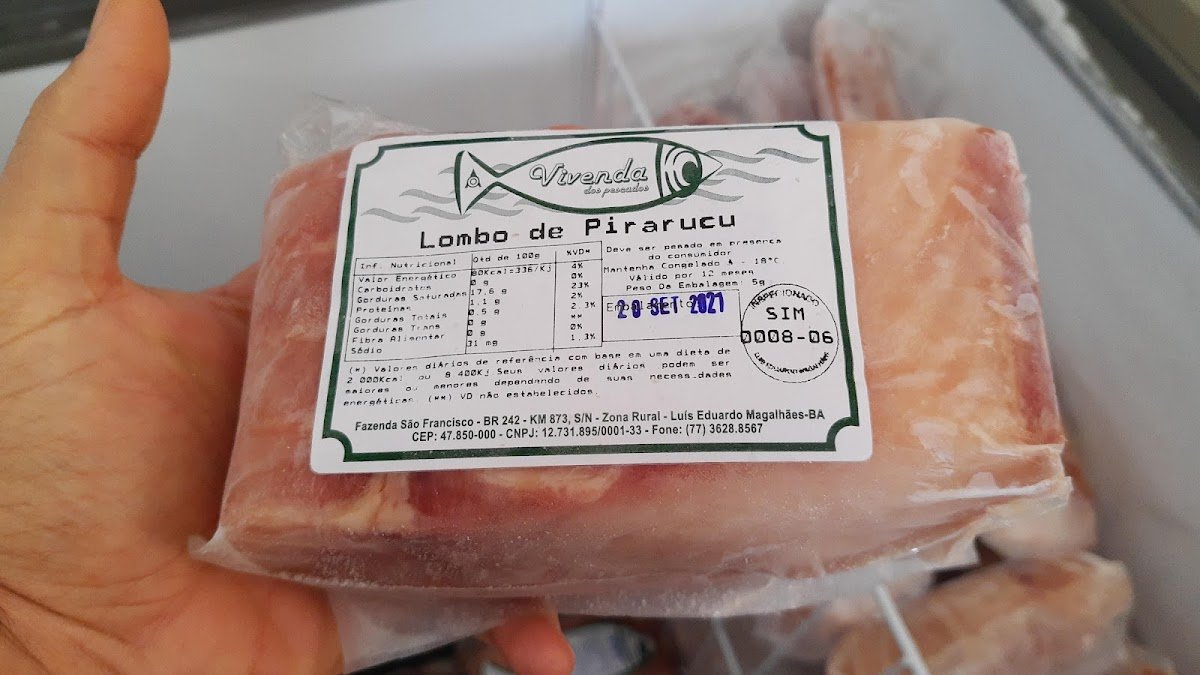 Vivenda
dos pescados
Lombo de Pirarucu
Inf. Nutricional Qtd de 100g %VD*
Valor Energético 80Kcal=336/Kj 4%
Carboidratos 0 g 0%
Gorduras Saturadas 17,6 g 23%
Proteinas 1.1 g 2%
Gorduras Totais 0.5 g 2.3%
Gorduras Trans 0 g **
Fibra Alimentar 0 g 0%
Sódio 31 mg 1.3%
Deve ser pesado em presença
do consumidor
Mantenha Congelado A - 18°C
Válido por 12 meses
Peso Da Embalagem: 5g
Embalamento:
20 SET 2021
INSPECIONADO
SIM
0008-06
(*) Valores diários de referência com base em uma dieta de
2 000Kcal ou 8 400Kj.Seus valores diários podem ser
maiores ou menores dependendo de suas necessidades
energéticas. (**) VD não estabelecidos.
Fazenda São Francisco - BR 242 - KM 873, S/N - Zona Rural - Luís Eduardo Magalhães-BA
CEP: 47.850-000 - CNPJ: 12.731.895/0001-33 - Fone: (77) 3628.8567